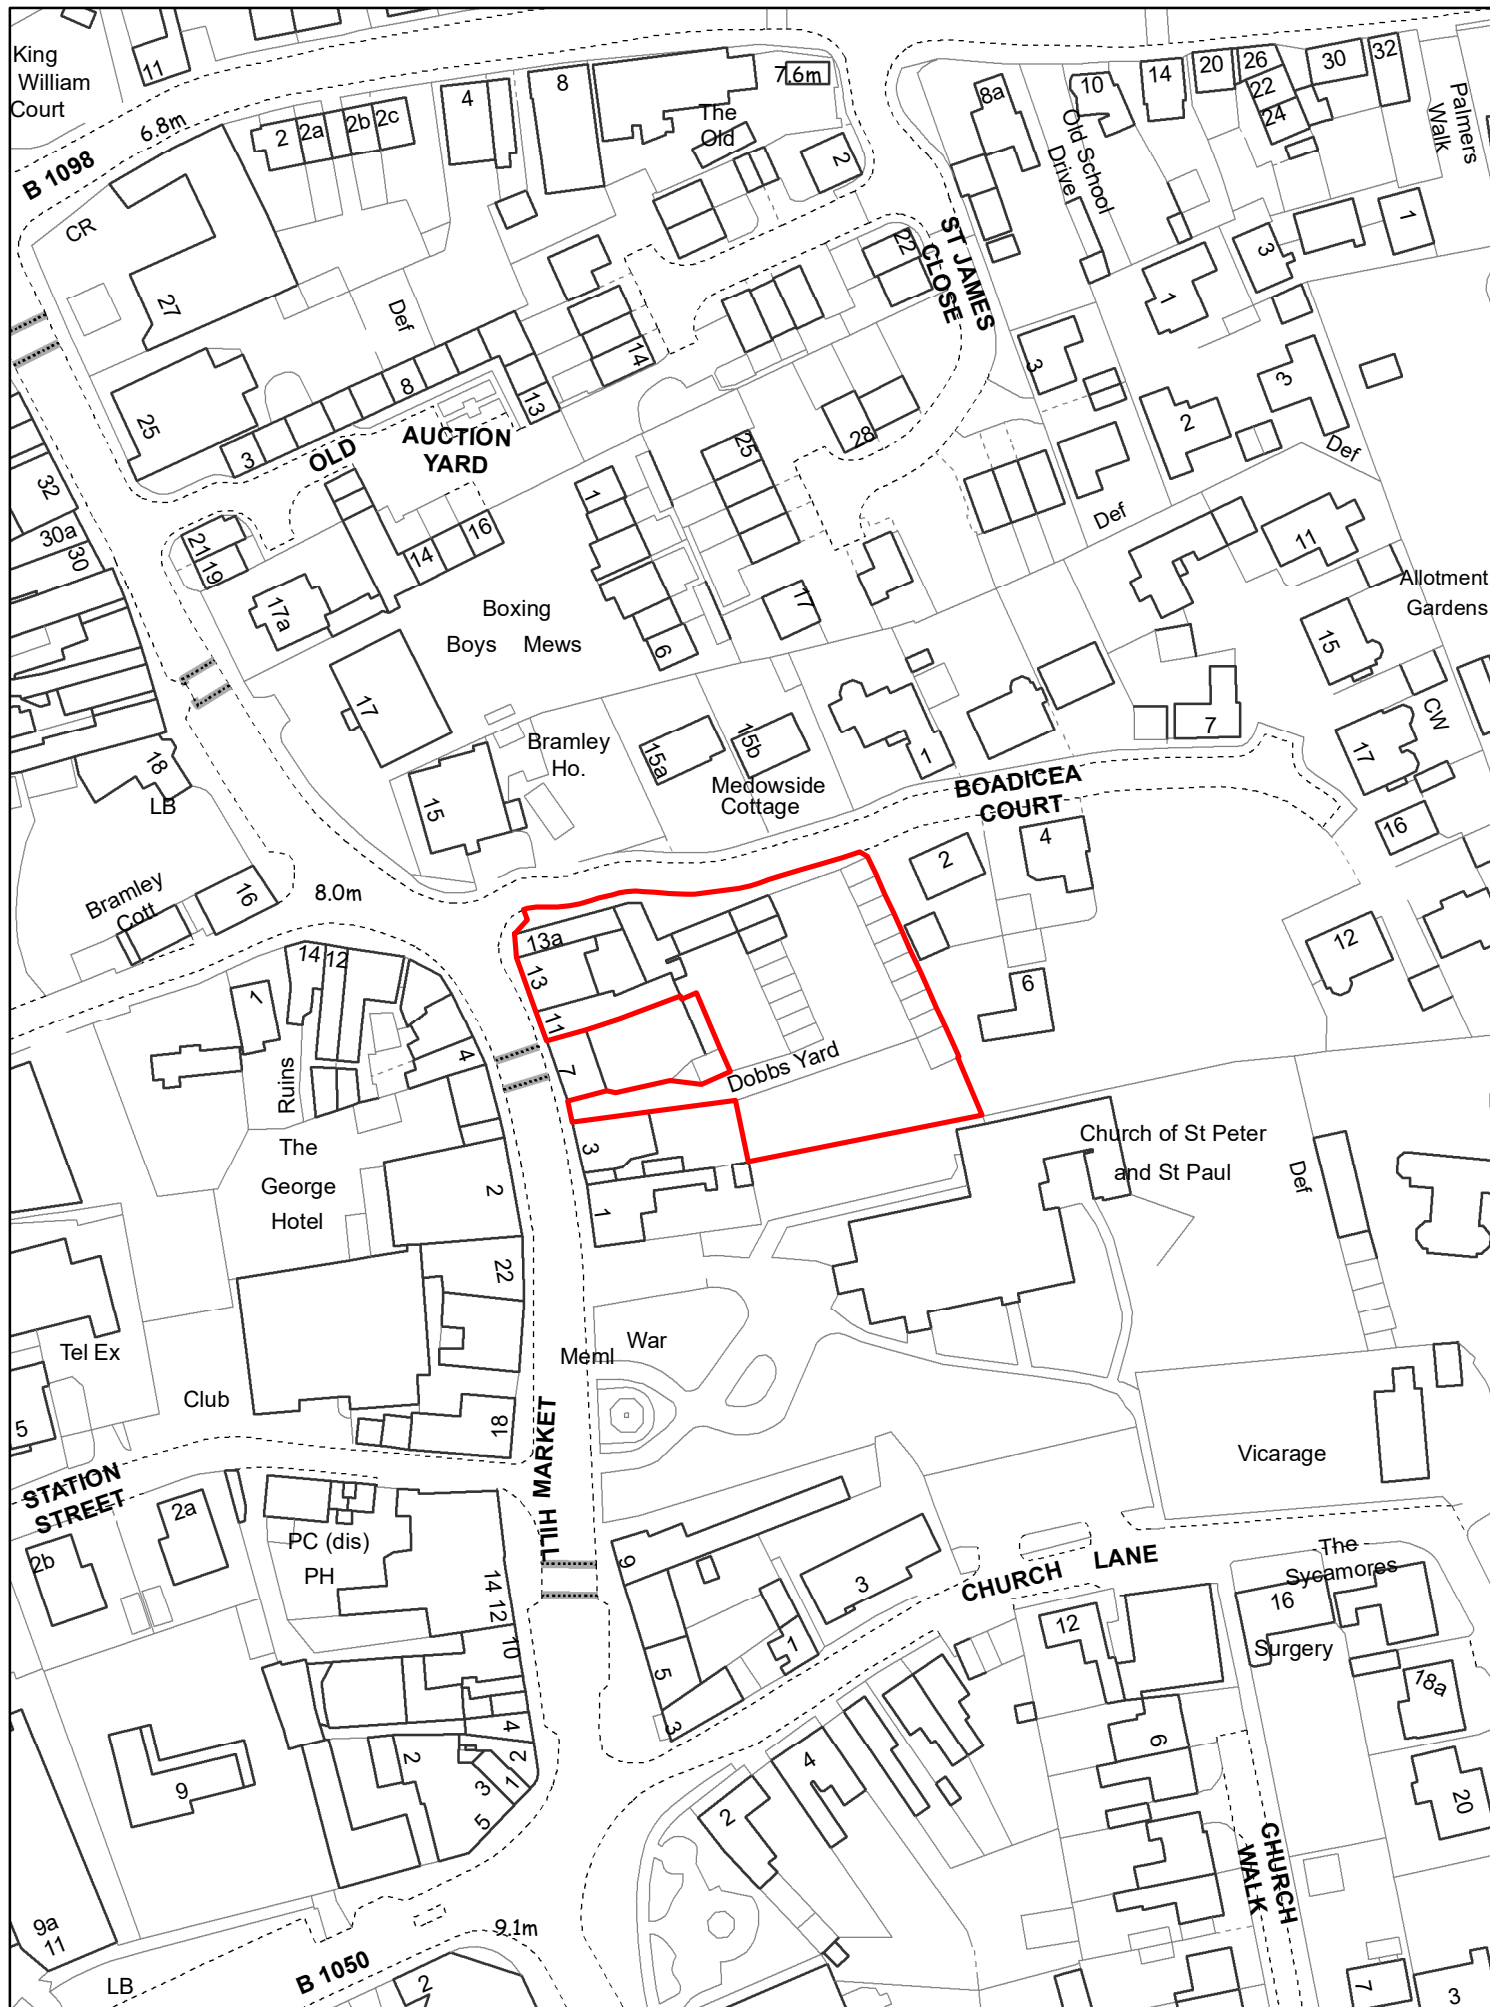 King
William
Court
11
6.8m
B 1098
CR
2
2a
2b
2c
4
8
The
Old
7.6m
2
8a
10
14
20
26
22
24
30
32
Palmers
Walk
Old School
Drive
ST JAMES
CLOSE
22
1
3
1
3
3
2
Def
27
25
Def
3
8
13
14
OLD
AUCTION
YARD
28
25
32
30a
30
21
19
17a
14
16
1
6
17
Def
11
15
Allotment
Gardens
Boxing
Boys Mews
17
18
LB
15
Bramley
Ho.
15a
15b
Medowside
Cottage
1
7
CW
17
16
BOADICEA
COURT
2
4
6
12
Bramley
Cott
16
8.0m
13a
13
11
7
Dobbs Yard
14
12
1
Ruins
4
The
George
Hotel
2
3
1
Church of St Peter
and St Paul
Def
22
Tel Ex
Club
5
18
War
Meml
MARKET
HILL
Vicarage
STATION
STREET
2a
2b
PC (dis)
PH
14
12
10
9
5
3
1
3
CHURCH LANE
12
The
Sycamores
16
Surgery
18a
4
2
1
3
5
2
9
4
2
6
20
CHURCH
WALK
9a
11
LB
B 1050
9.1m
2
7
3